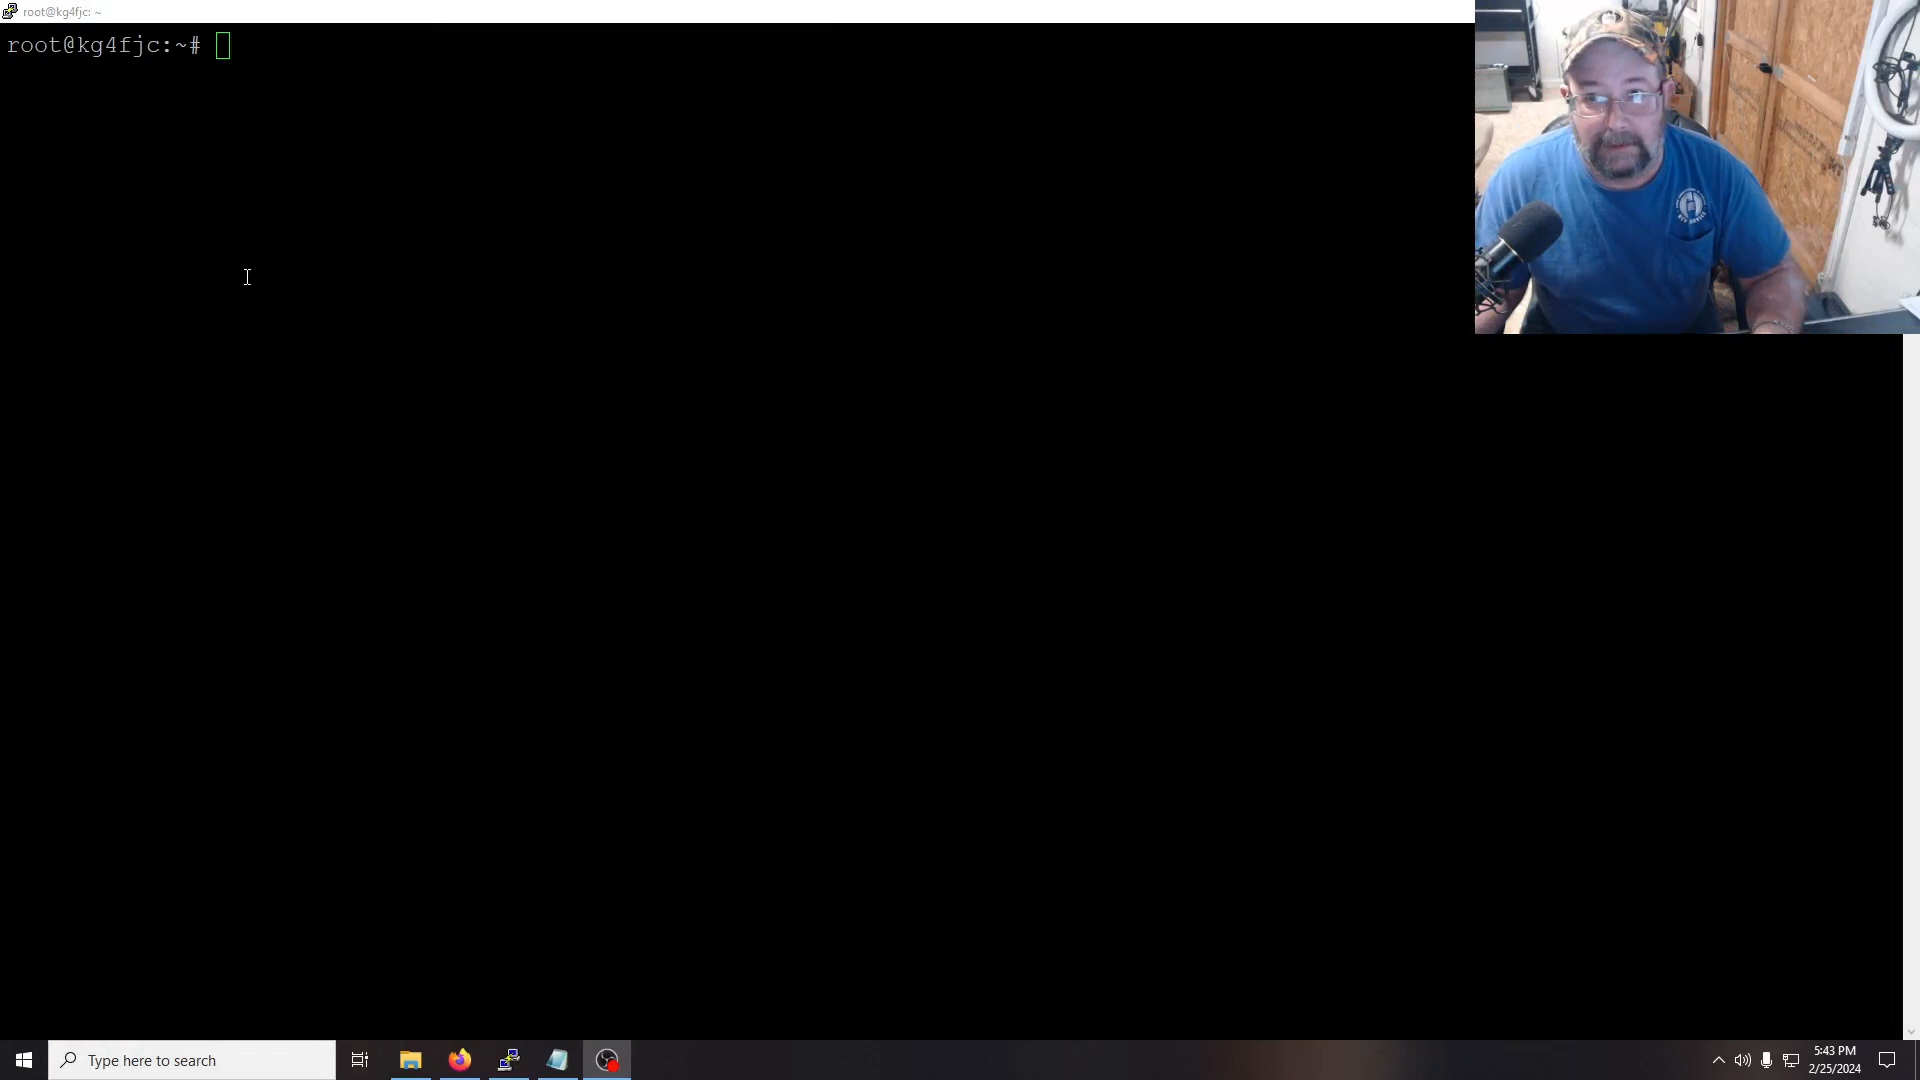 root@kg4fjc: ~
root@kg4fjc:~#
Type here to search
5:43 PM
2/25/2024